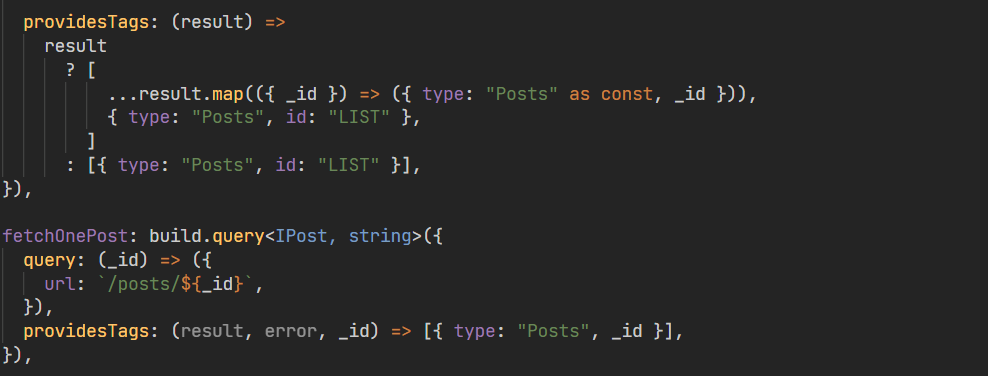 providesTags: (result) =>
result
? [
...result.map(({ _id }) => ({ type: "Posts" as const, _id })),
{ type: "Posts", id: "LIST" },
]
: [{ type: "Posts", id: "LIST" }],
}),
fetchOnePost: build.query<IPost, string>({
query: (_id) => ({
url: `/posts/${_id}`,
}),
providesTags: (result, error, _id) => [{ type: "Posts", _id }],
}),